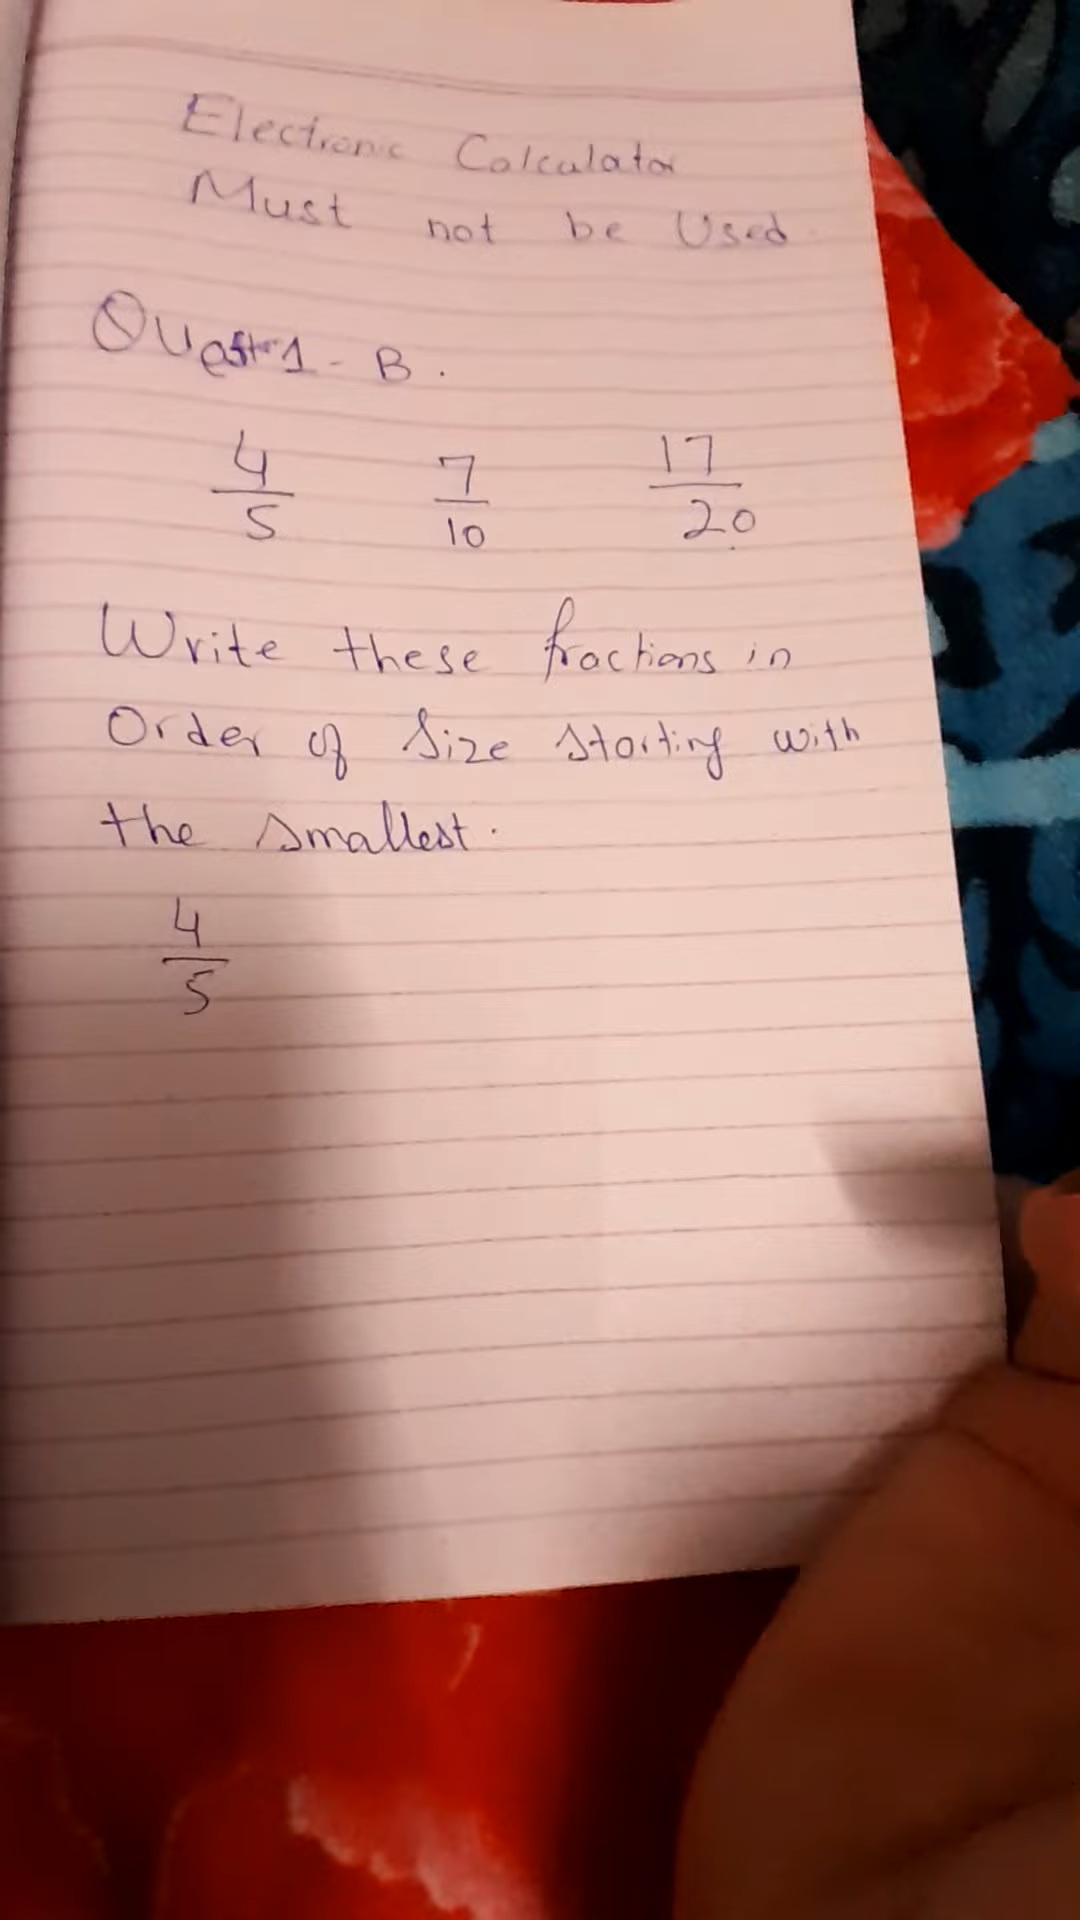 Electronic Calculator
Must not be Used.
Quest-1 - B.
4/5 7/10 17/20
Write these fractions in
Order of Size Starting with
the smallest.
4/5